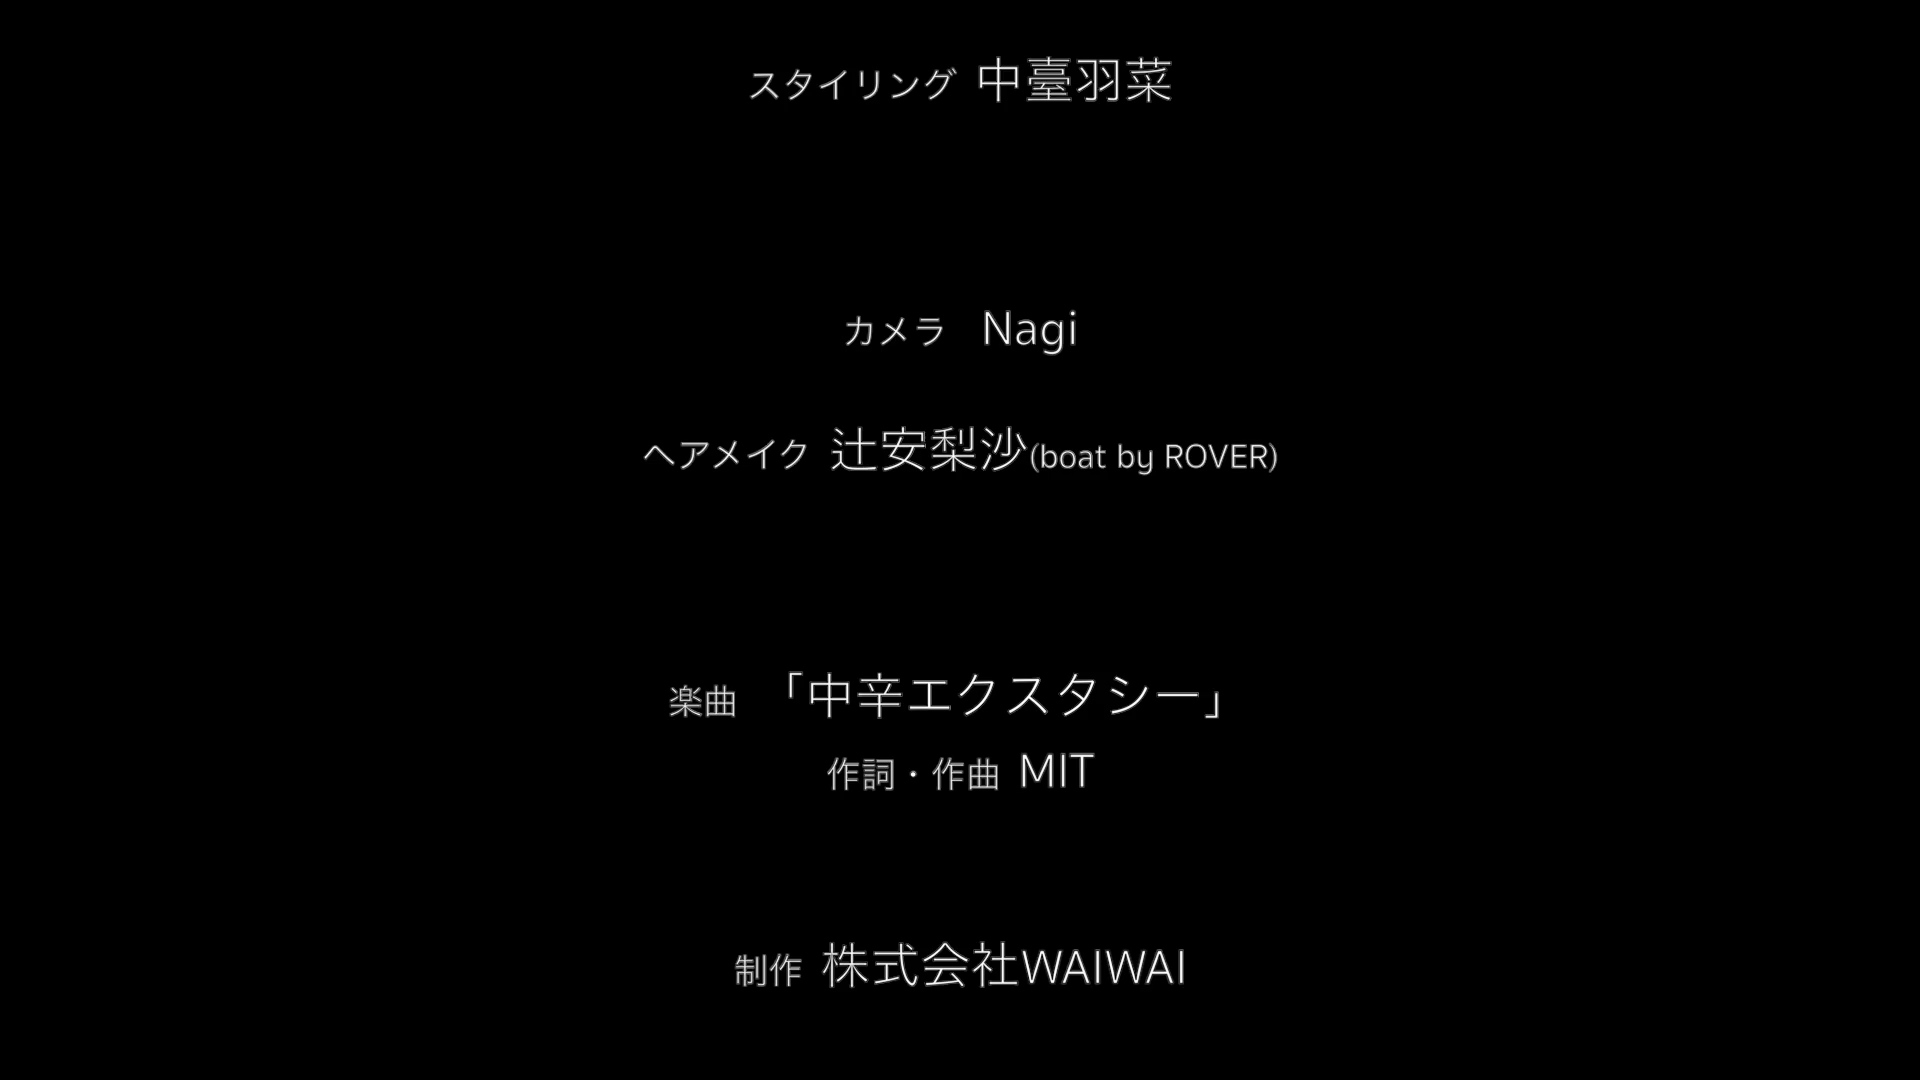 スタイリング 中臺羽菜
カメラ Nagi
ヘアメイク 辻安梨沙(boat by ROVER)
楽曲 「中辛エクスタシー」
作詞・作曲 MIT
制作 株式会社WAIWAI